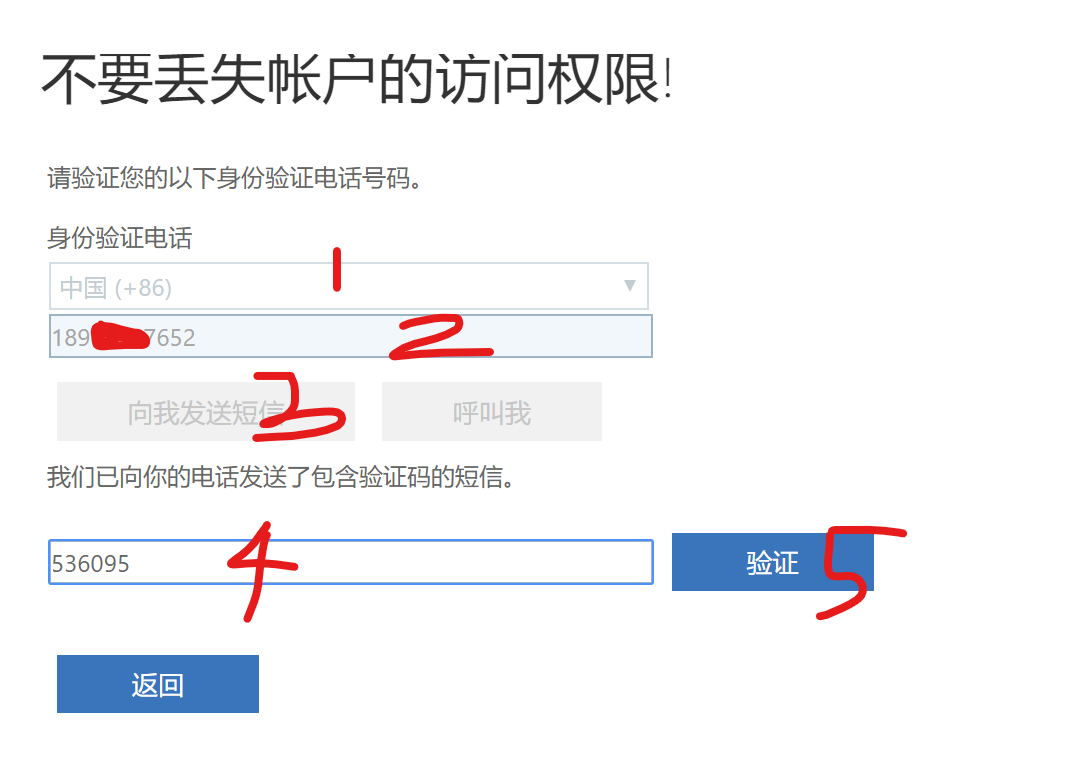 不要丢失帐户的访问权限!
请验证您的以下身份验证电话号码。
身份验证电话
1
中国 (+86)
189 7652
2
向我发送短信
3
呼叫我
我们已向你的电话发送了包含验证码的短信。
536095
4
验证
5
返回